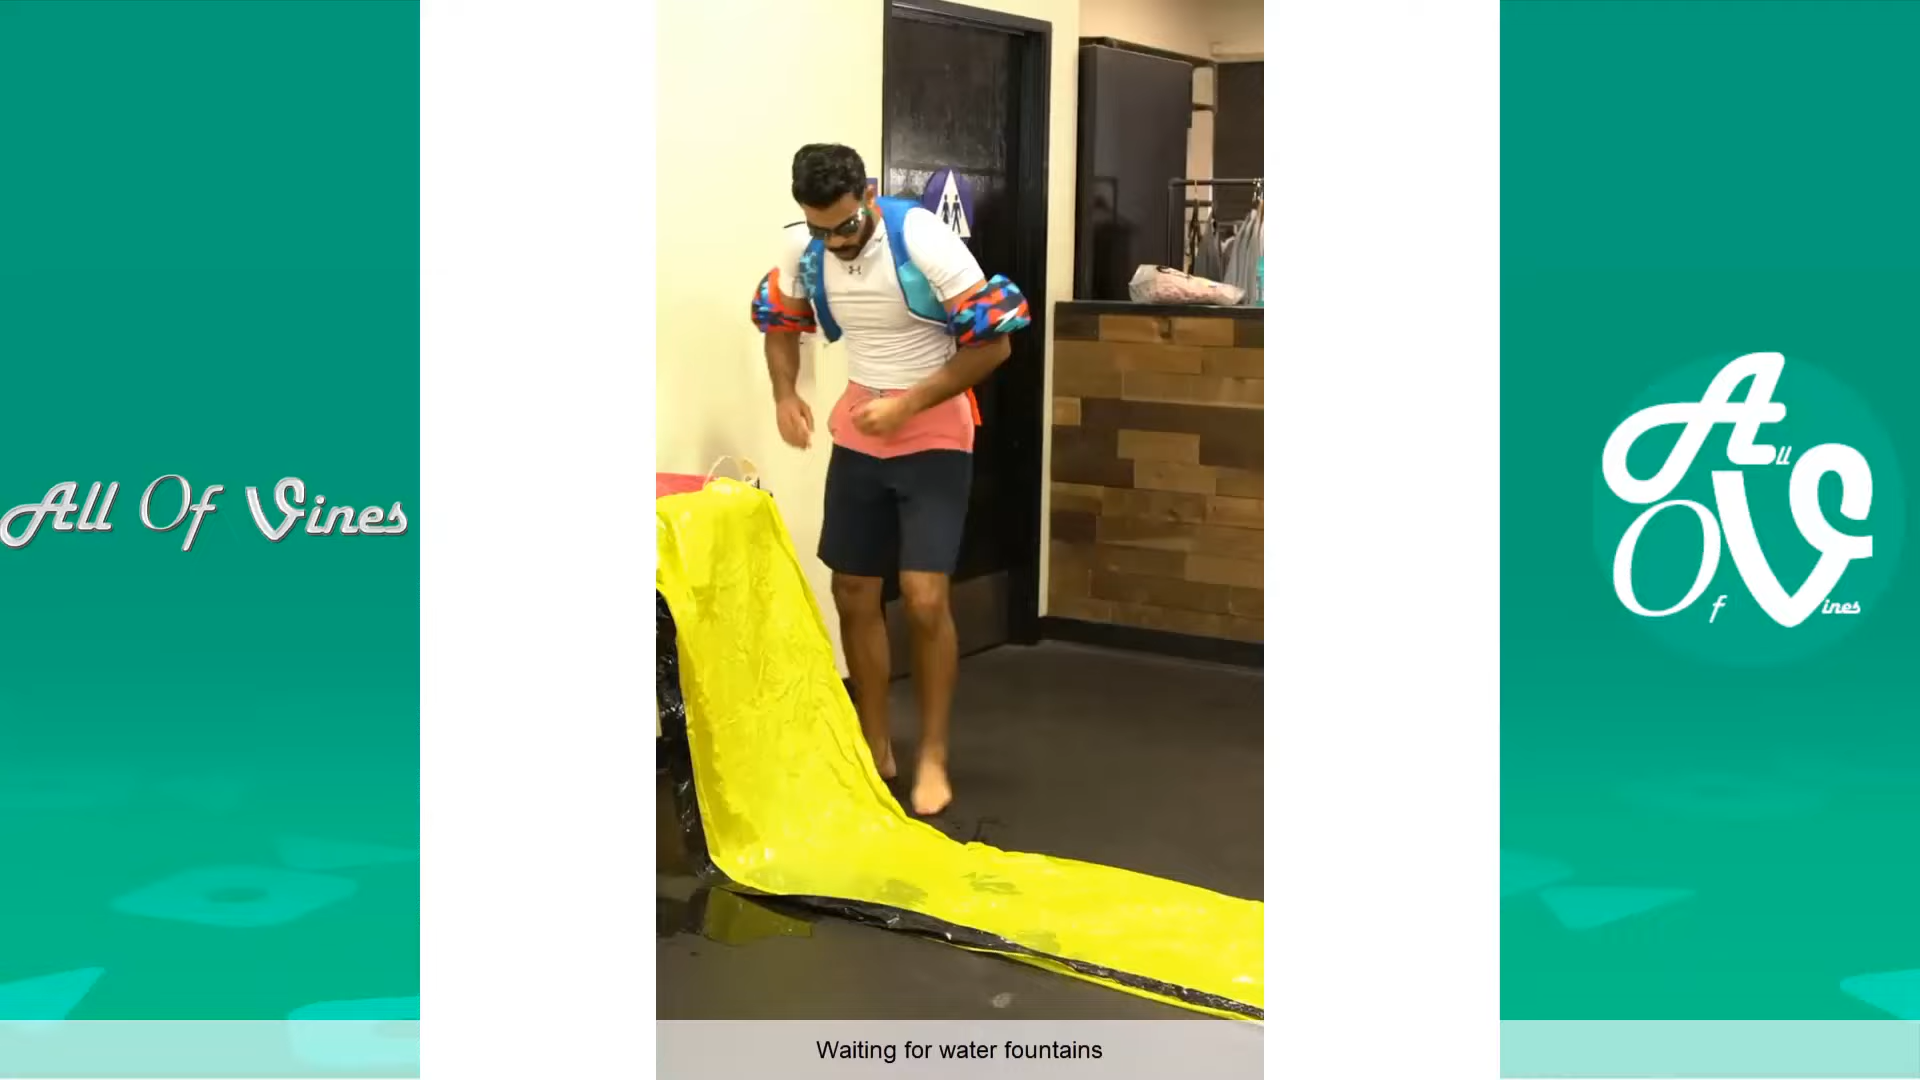 All Of Vines
All
Of
Vines
Waiting for water fountains